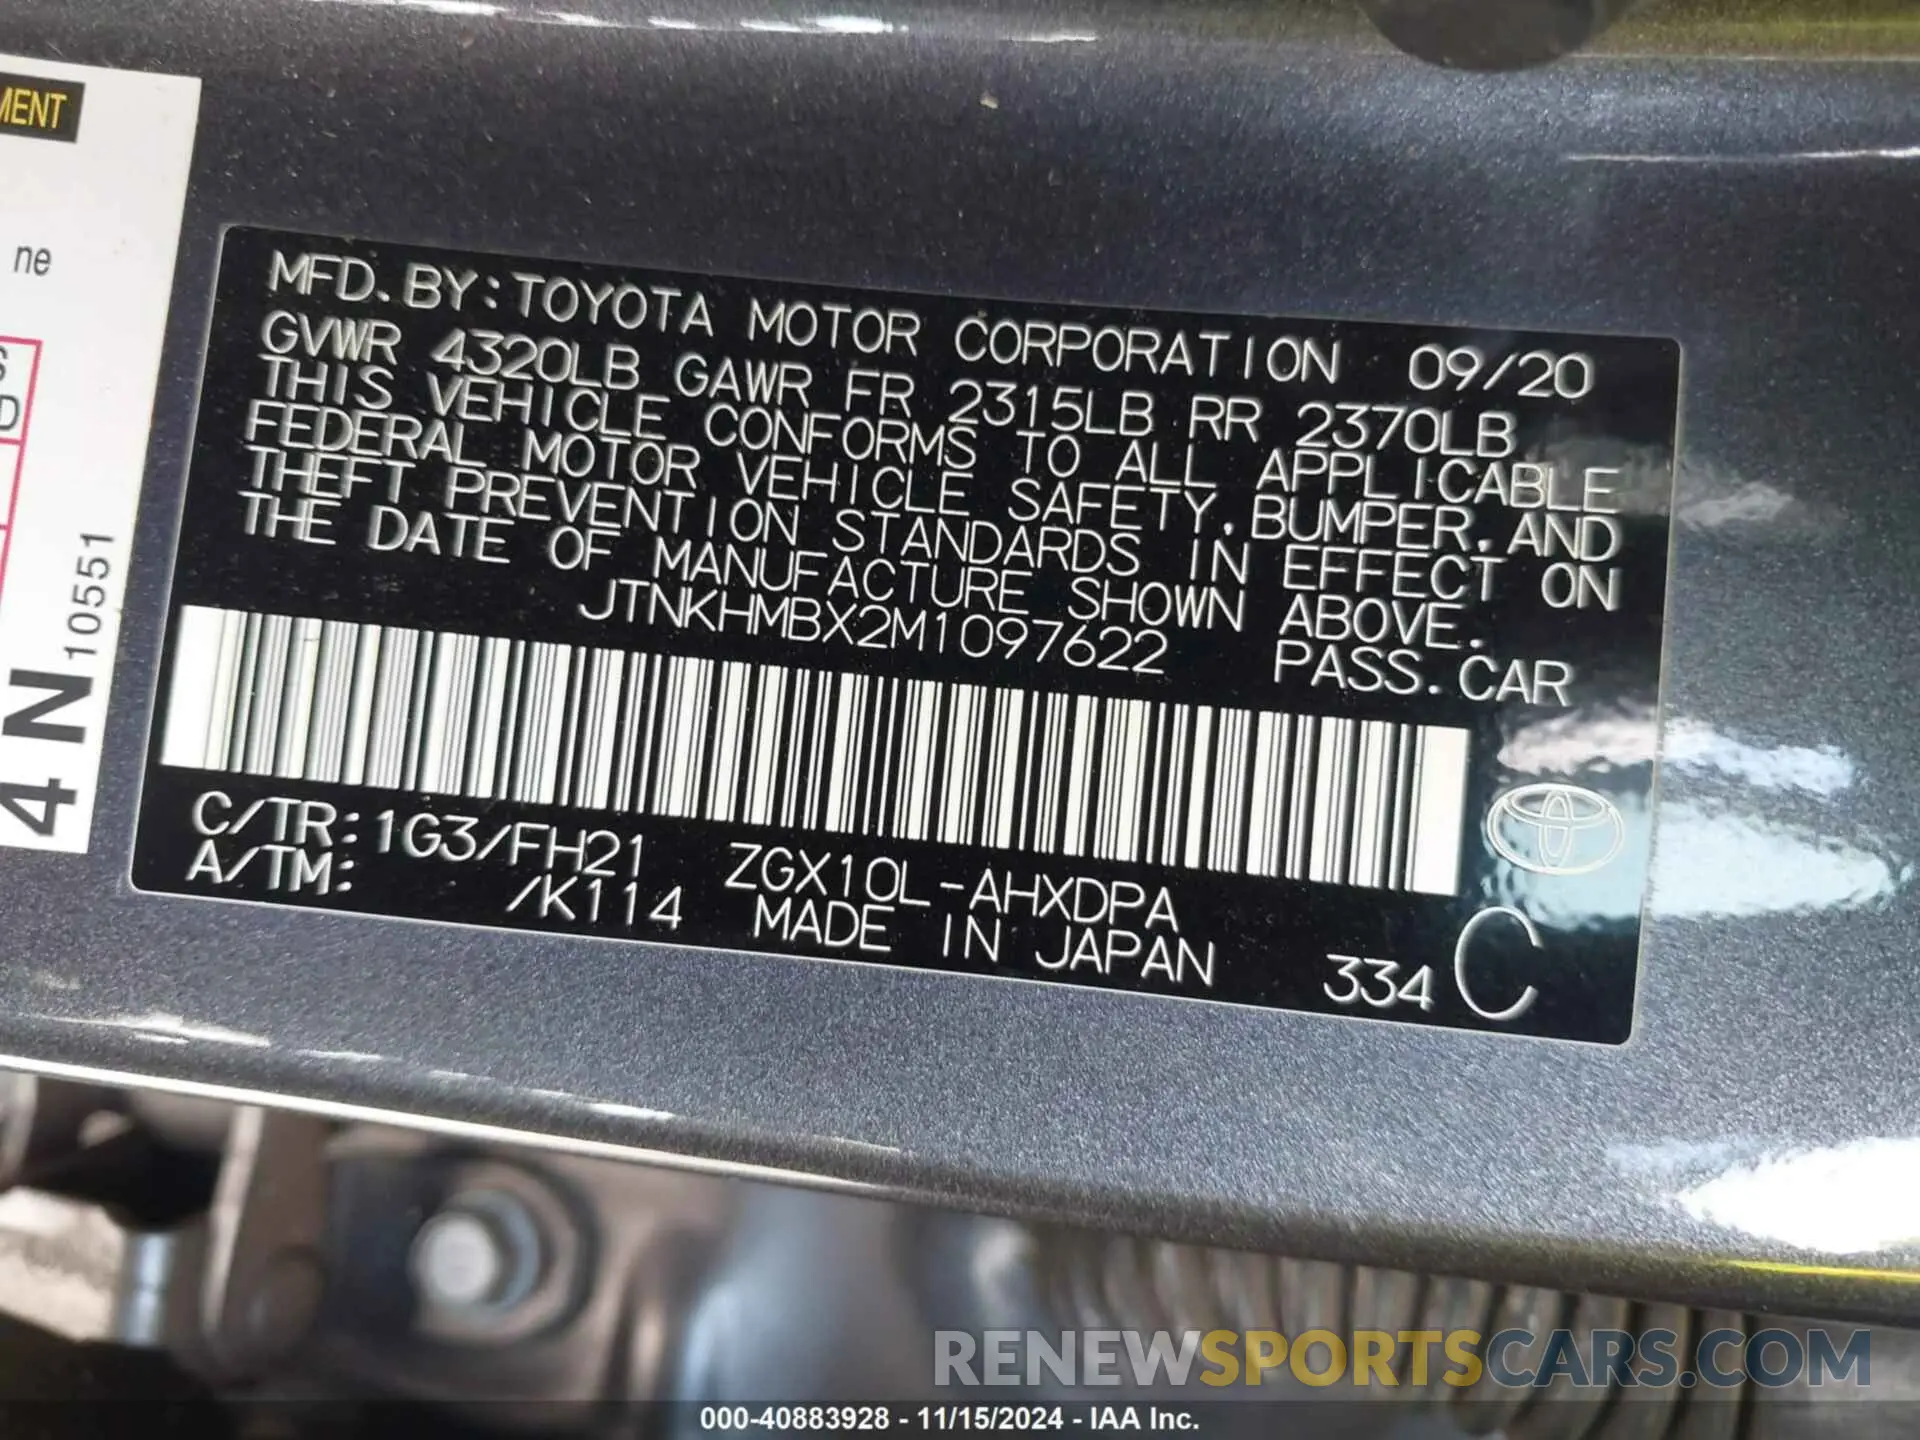 MENT
ne
S
D
4N10551
MFD.BY:TOYOTA MOTOR CORPORATION 09/20
GVWR 4320LB GAWR FR 2315LB RR 2370LB
THIS VEHICLE CONFORMS TO ALL APPLICABLE
FEDERAL MOTOR VEHICLE SAFETY,BUMPER,AND
THEFT PREVENTION STANDARDS IN EFFECT ON
THE DATE OF MANUFACTURE SHOWN ABOVE.
JTNKHMBX2M1097622 PASS.CAR
C/TR:1G3/FH21 ZGX10L-AHXDPA
A/TM: /K114 MADE IN JAPAN 334 C
RENEWSPORTSCARS.COM
000-40883928 - 11/15/2024 - IAA Inc.